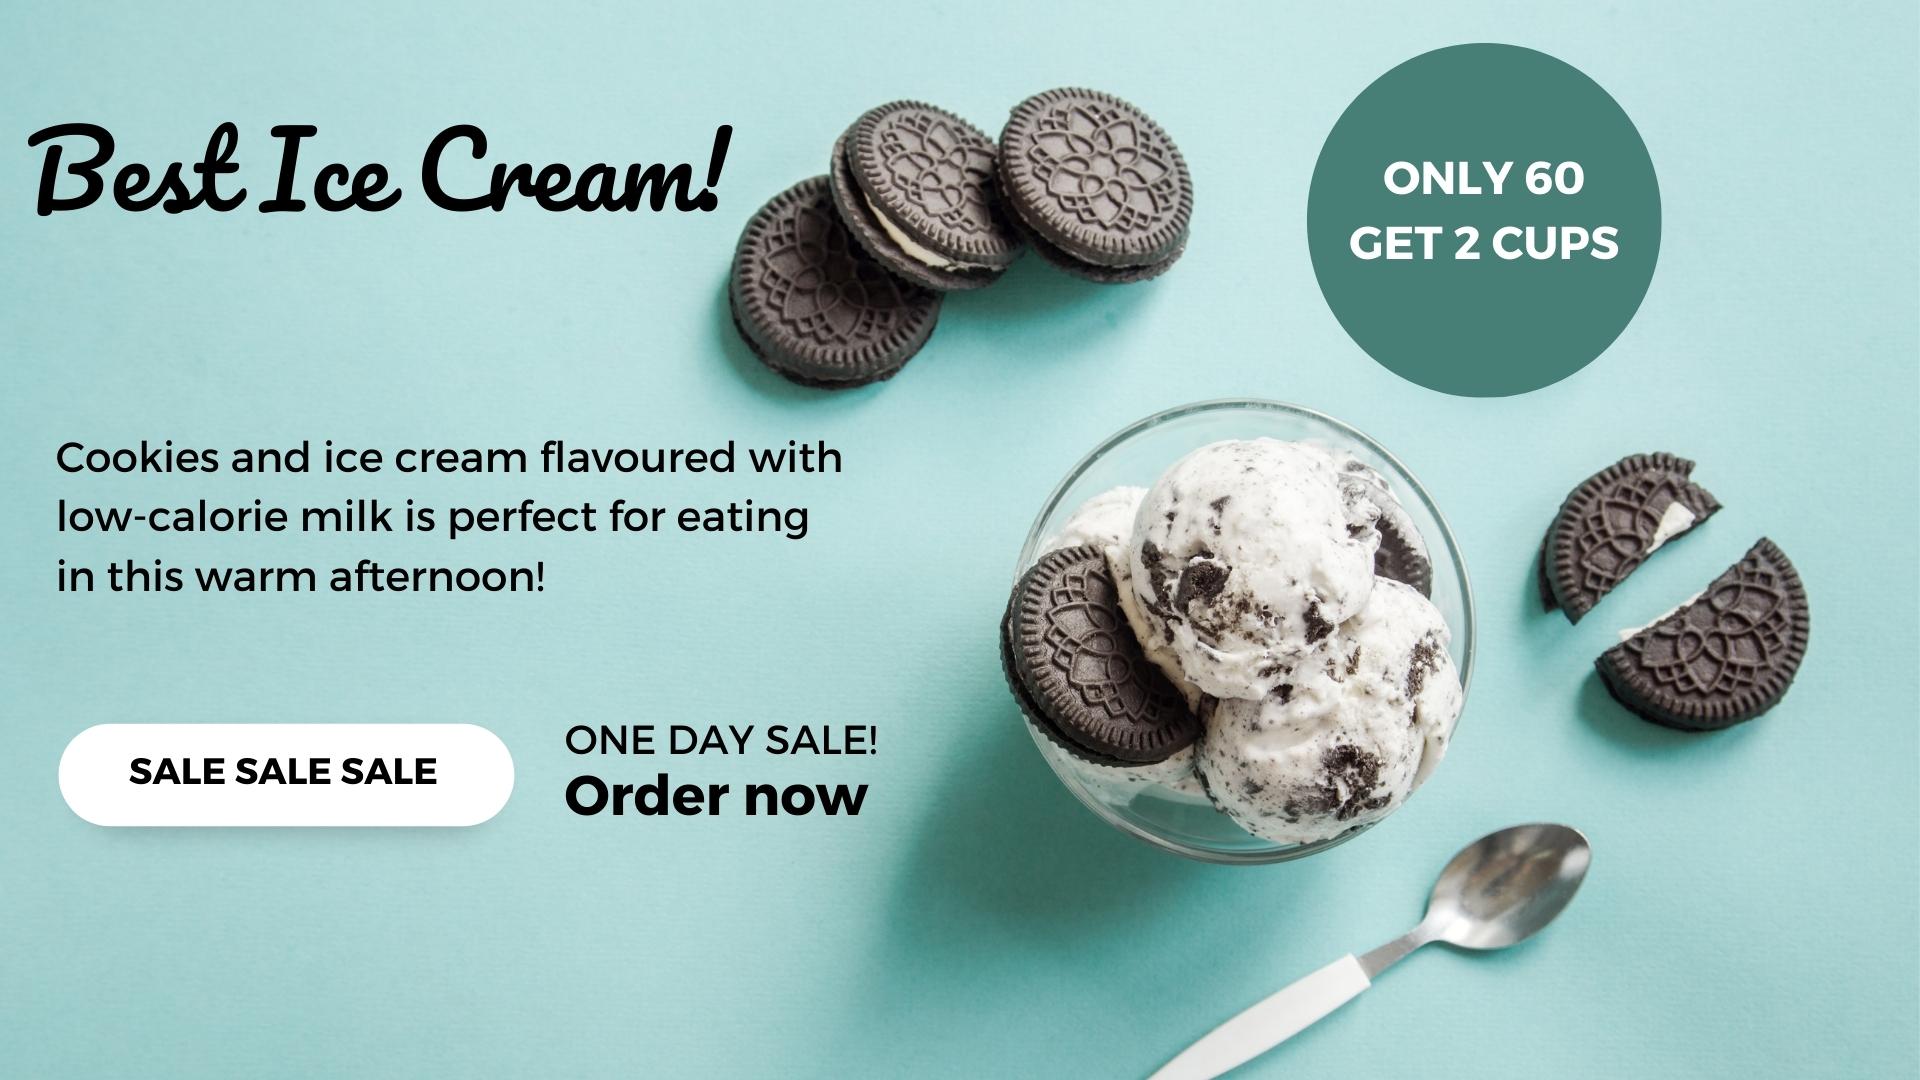 Best Ice Cream!
ONLY 60
GET 2 CUPS
Cookies and ice cream flavoured with
low-calorie milk is perfect for eating
in this warm afternoon!
SALE SALE SALE
ONE DAY SALE!
Order now